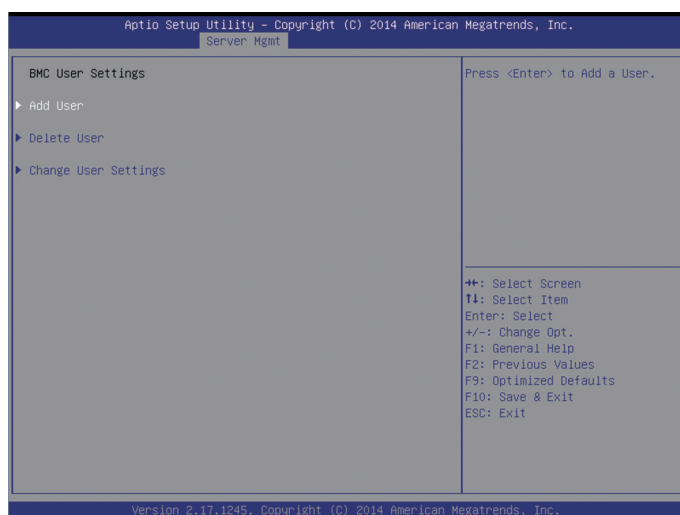 Aptio Setup Utility – Copyright (C) 2014 American Megatrends, Inc.
Server Mgmt
BMC User Settings
Add User
Delete User
Change User Settings
Press <Enter> to Add a User.
→←: Select Screen
↑↓: Select Item
Enter: Select
+/-: Change Opt.
F1: General Help
F2: Previous Values
F9: Optimized Defaults
F10: Save & Exit
ESC: Exit
Version 2.17.1245. Copyright (C) 2014 American Megatrends, Inc.